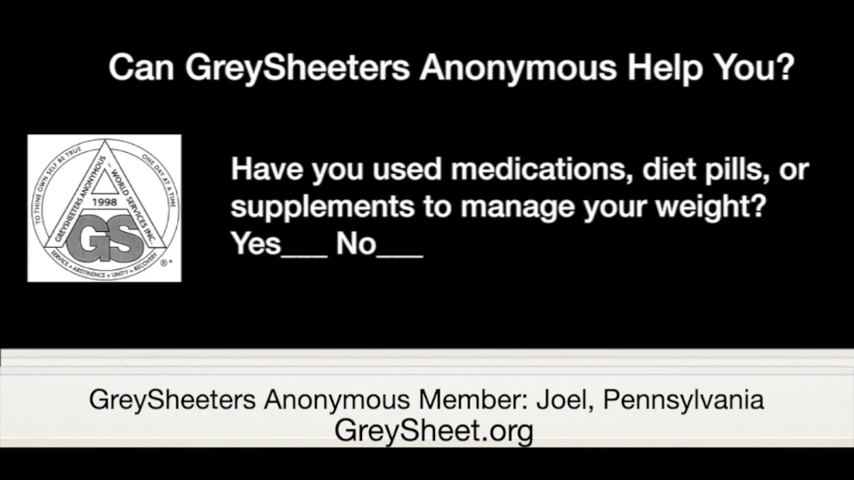 Can GreySheeters Anonymous Help You?
TO THINE OWN SELF BE TRUE
ONE DAY AT A TIME
GREYSHEETERS ANONYMOUS
WORLD SERVICES INC.
1998
GS
SERVICE • ABSTINENCE • UNITY • RECOVERY
®
Have you used medications, diet pills, or
supplements to manage your weight?
Yes___ No___
GreySheeters Anonymous Member: Joel, Pennsylvania
GreySheet.org